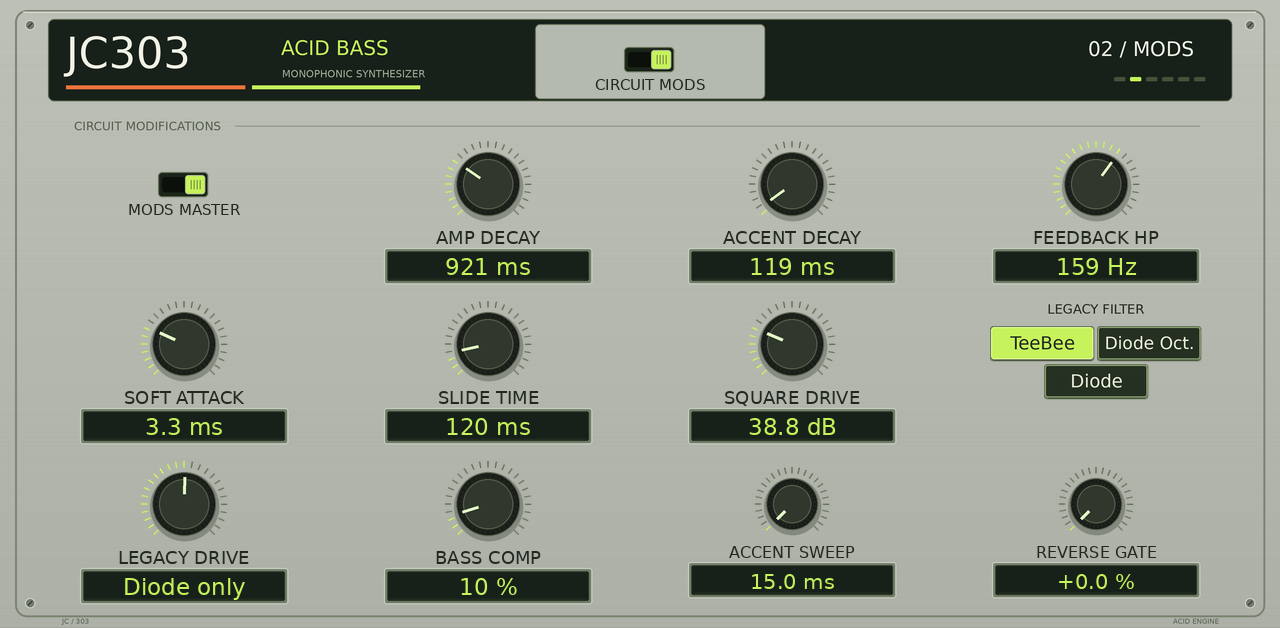 JC303
ACID BASS
MONOPHONIC SYNTHESIZER
CIRCUIT MODS
02 / MODS
CIRCUIT MODIFICATIONS
MODS MASTER
AMP DECAY
921 ms
ACCENT DECAY
119 ms
FEEDBACK HP
159 Hz
SOFT ATTACK
3.3 ms
SLIDE TIME
120 ms
SQUARE DRIVE
38.8 dB
LEGACY FILTER
TeeBee
Diode Oct.
Diode
LEGACY DRIVE
Diode only
BASS COMP
10 %
ACCENT SWEEP
15.0 ms
REVERSE GATE
+0.0 %
JC / 303
ACID ENGINE